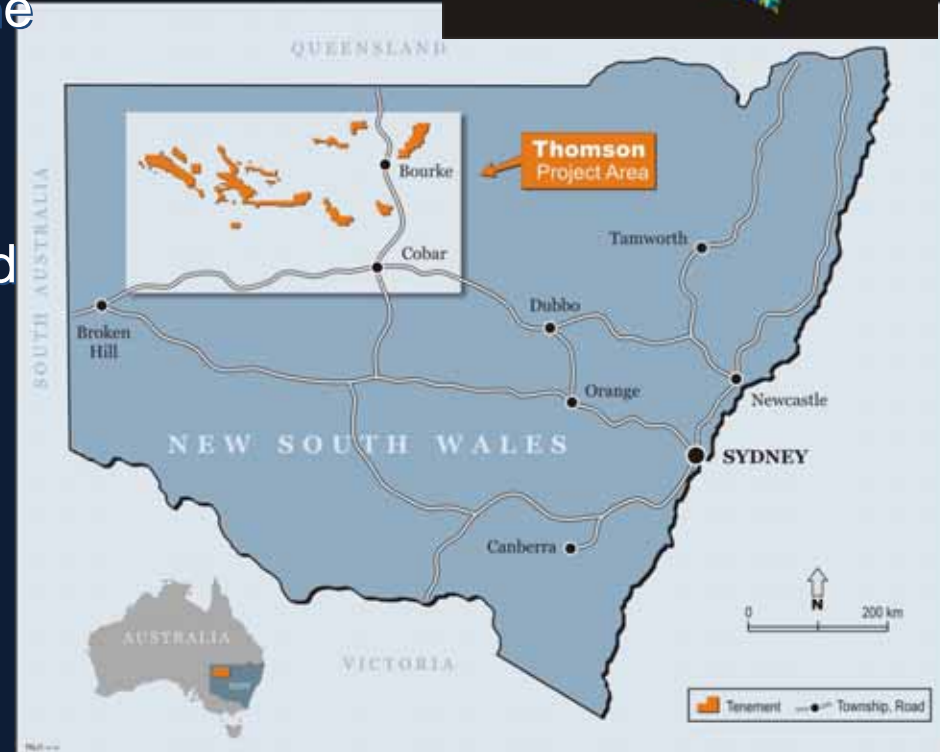 e
d
QUEENSLAND
SOUTH AUSTRALIA
Thomson
Project Area
Bourke
Cobar
Tamworth
Dubbo
Broken
Hill
Orange
Newcastle
NEW SOUTH WALES
SYDNEY
Canberra
AUSTRALIA
VICTORIA
N
0 200 km
Tenement Township, Road